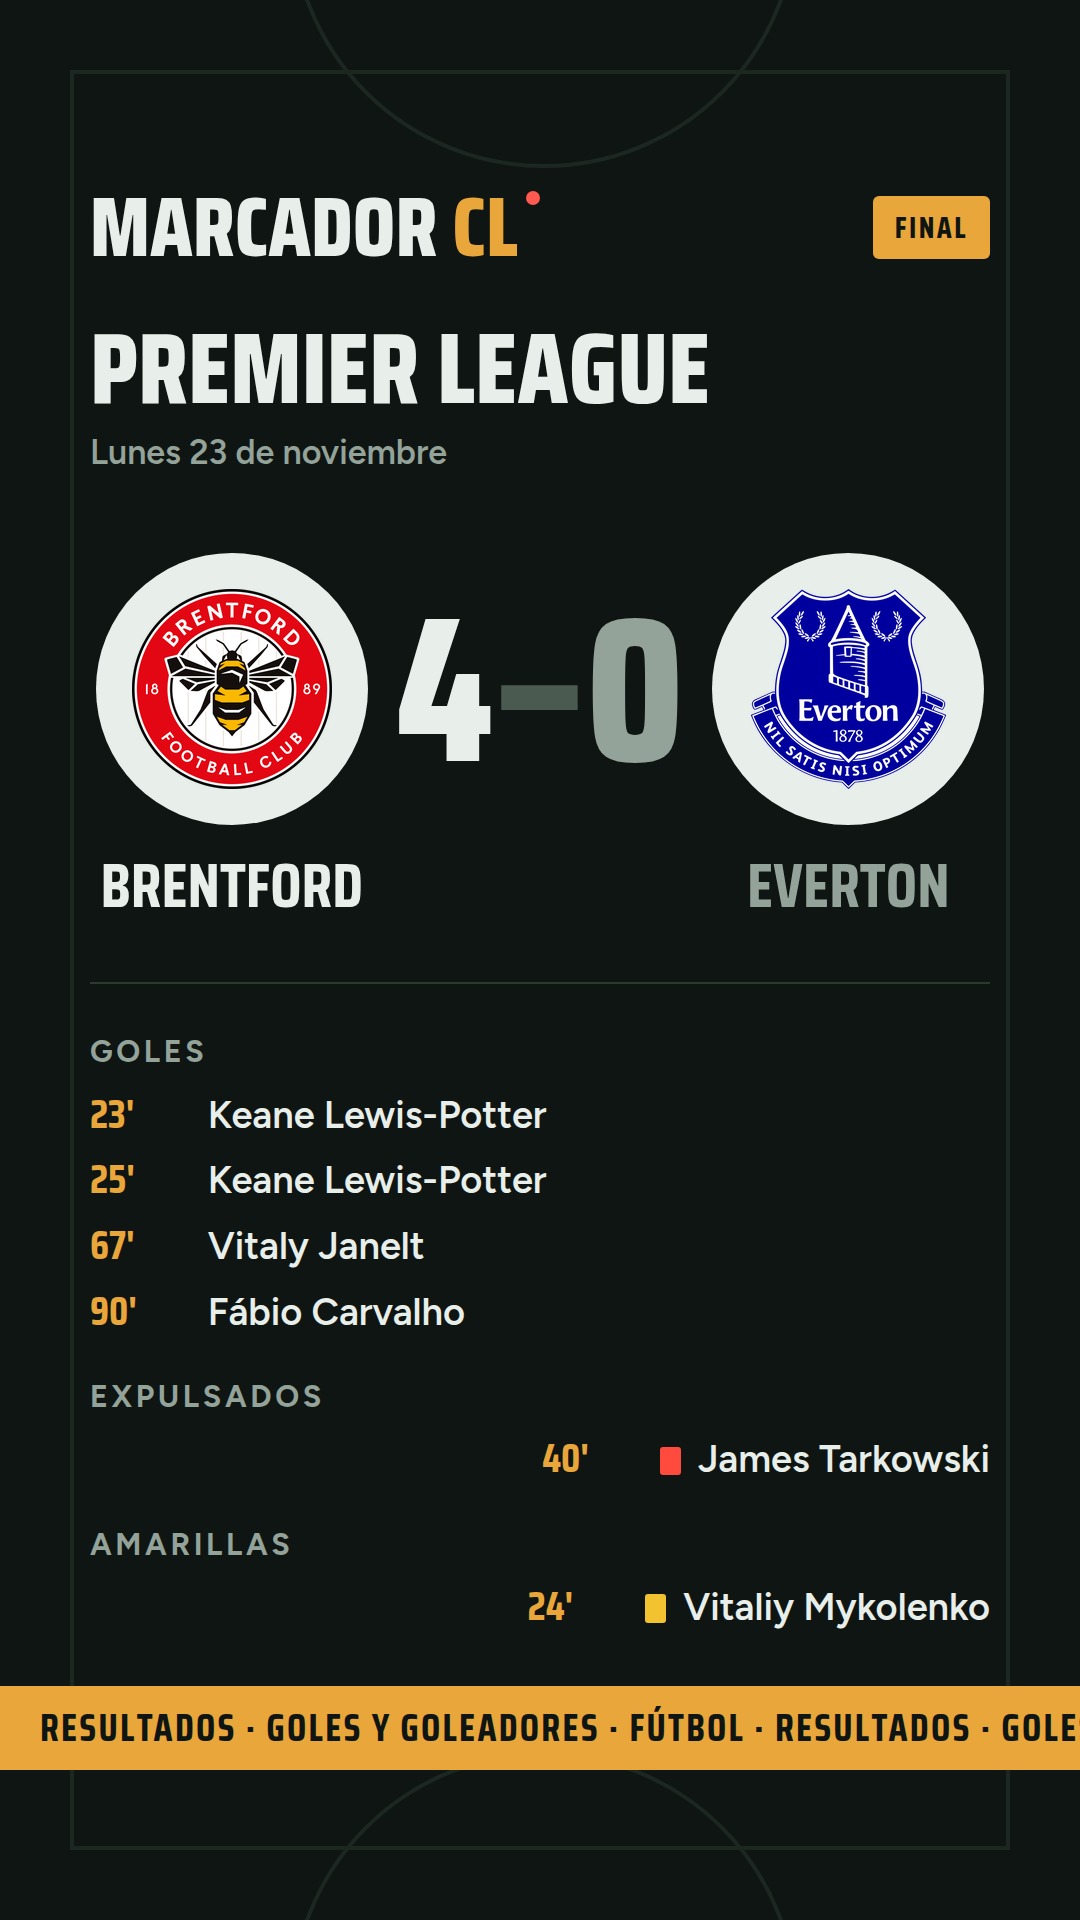 MARCADOR CL
FINAL
PREMIER LEAGUE
Lunes 23 de noviembre
BRENTFORD
18 89
FOOTBALL CLUB
4-0
Everton
1878
NIL SATIS NISI OPTIMUM
BRENTFORD
EVERTON
GOLES
23' Keane Lewis-Potter
25' Keane Lewis-Potter
67' Vitaly Janelt
90' Fábio Carvalho
EXPULSADOS
40' James Tarkowski
AMARILLAS
24' Vitaliy Mykolenko
RESULTADOS · GOLES Y GOLEADORES · FÚTBOL · RESULTADOS · GOLES